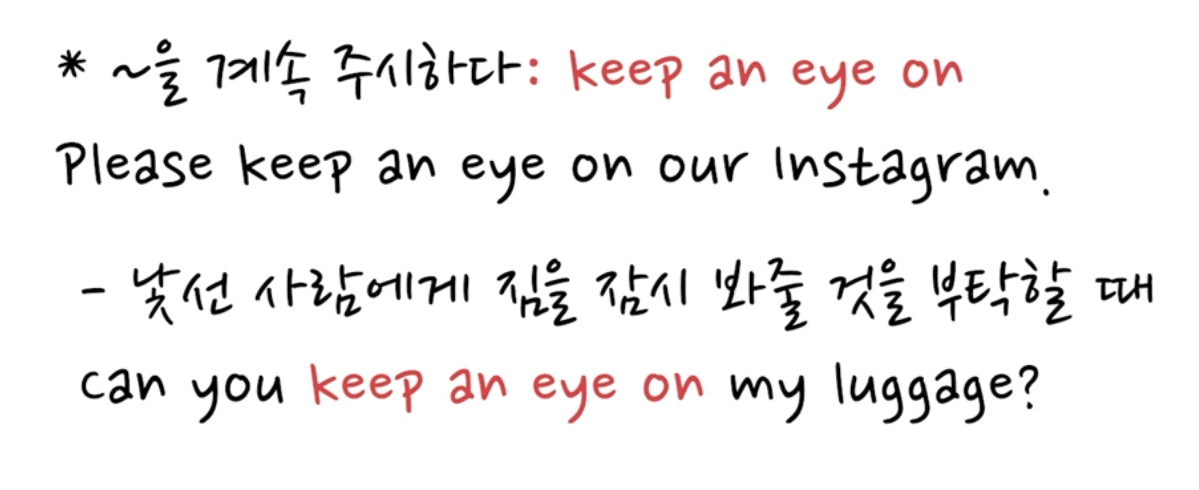 * ~을 계속 주시하다: keep an eye on
Please keep an eye on our Instagram.
- 낯선 사람에게 짐을 잠시 봐줄 것을 부탁할 때
can you keep an eye on my luggage?